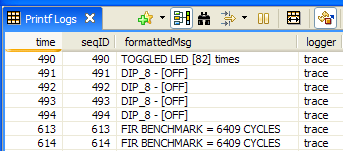 Printf Logs
time seqID formattedMsg logger
490 490 TOGGLED LED [82] times trace
491 491 DIP_8 - [OFF] trace
492 492 DIP_8 - [OFF] trace
493 493 DIP_8 - [OFF] trace
494 494 DIP_8 - [OFF] trace
613 613 FIR BENCHMARK = 6409 CYCLES trace
614 614 FIR BENCHMARK = 6409 CYCLES trace